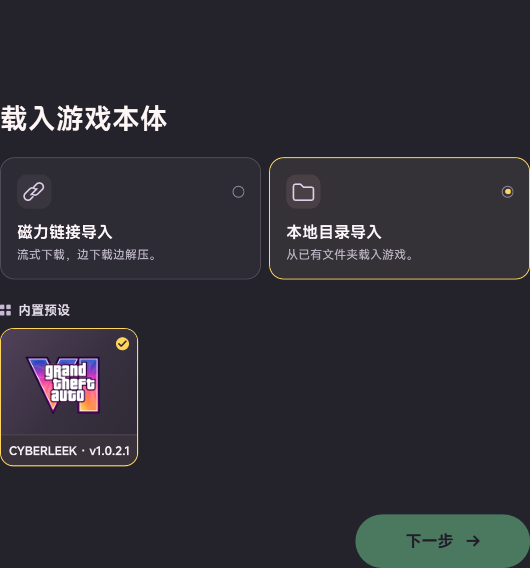 载入游戏本体
磁力链接导入
流式下载，边下载边解压。
本地目录导入
从已有文件夹载入游戏。
内置预设
grand
theft
auto
VI
CYBERLEEK · v1.0.2.1
下一步 →